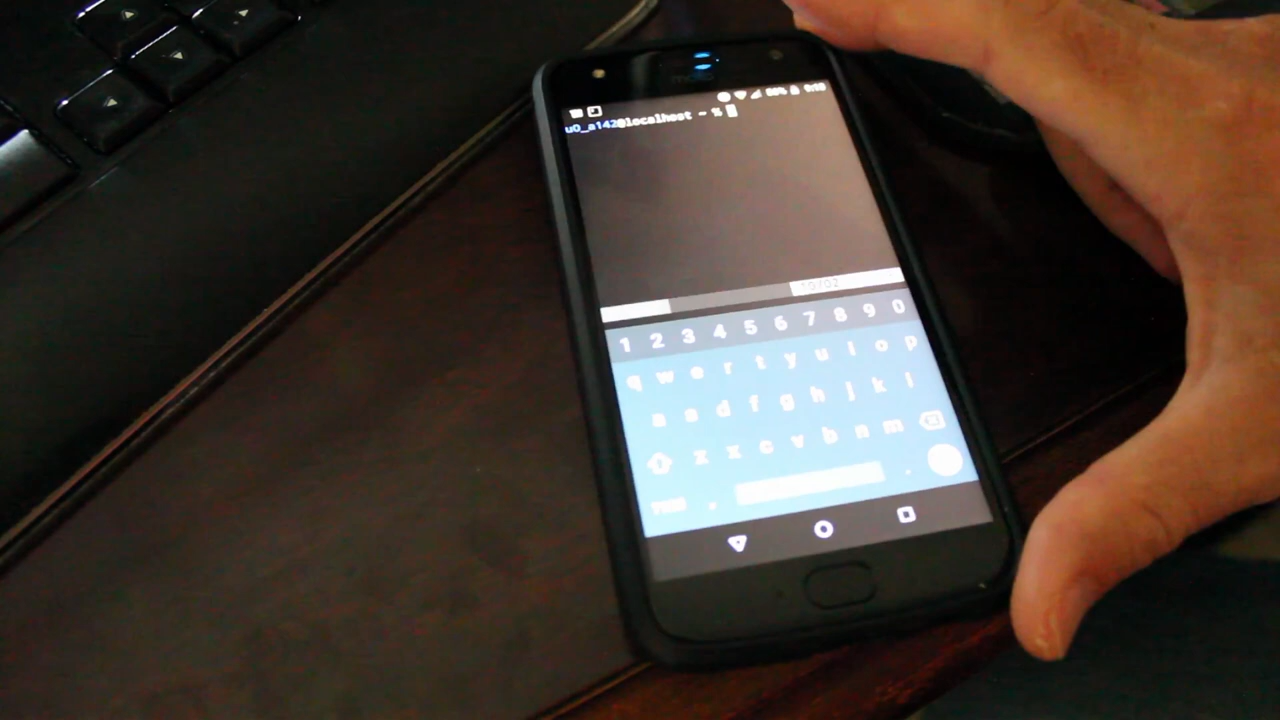 u0_a142@localhost ~ %
1 2 3 4 5 6 7 8 9 0
q w e r t y u i o p
a s d f g h j k l
z x c v b n m
, .